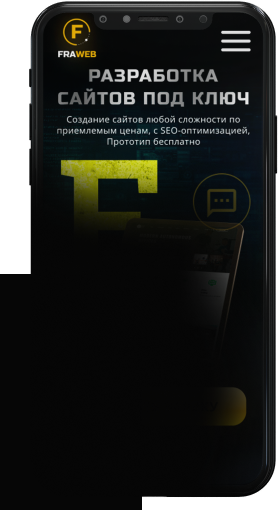 F
FRAWEB
РАЗРАБОТКА
САЙТОВ ПОД КЛЮЧ
Создание сайтов любой сложности по
приемлемым ценам, с SEO-оптимизацией,
Прототип бесплатно
F